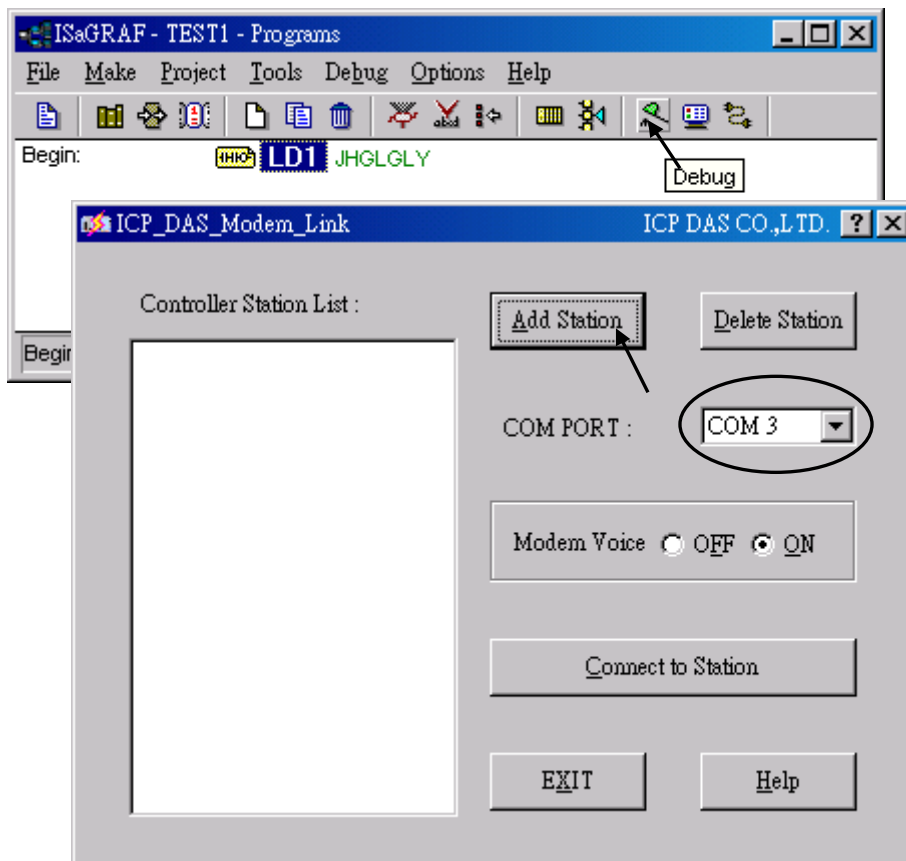 ISaGRAF - TEST1 - Programs
File Make Project Tools Debug Options Help
Begin: LD1 JHGLGLY
Debug
ICP_DAS_Modem_Link ICP DAS CO.,LTD.
Controller Station List :
Add Station
Delete Station
Begin
COM PORT :
COM 3
Modem Voice OFF ON
Connect to Station
EXIT
Help